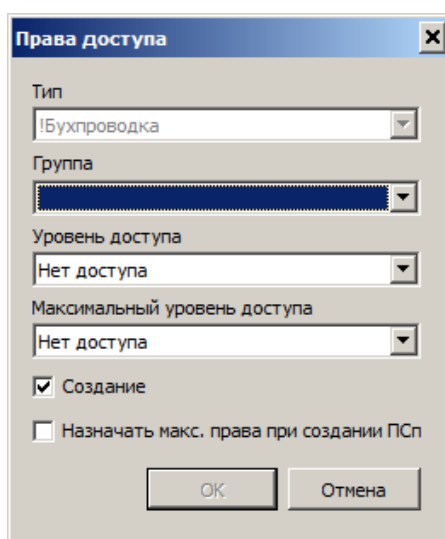 Права доступа
Тип
!Бухпроводка
Группа
Уровень доступа
Нет доступа
Максимальный уровень доступа
Нет доступа
Создание
Назначать макс. права при создании ПСп
ОК
Отмена